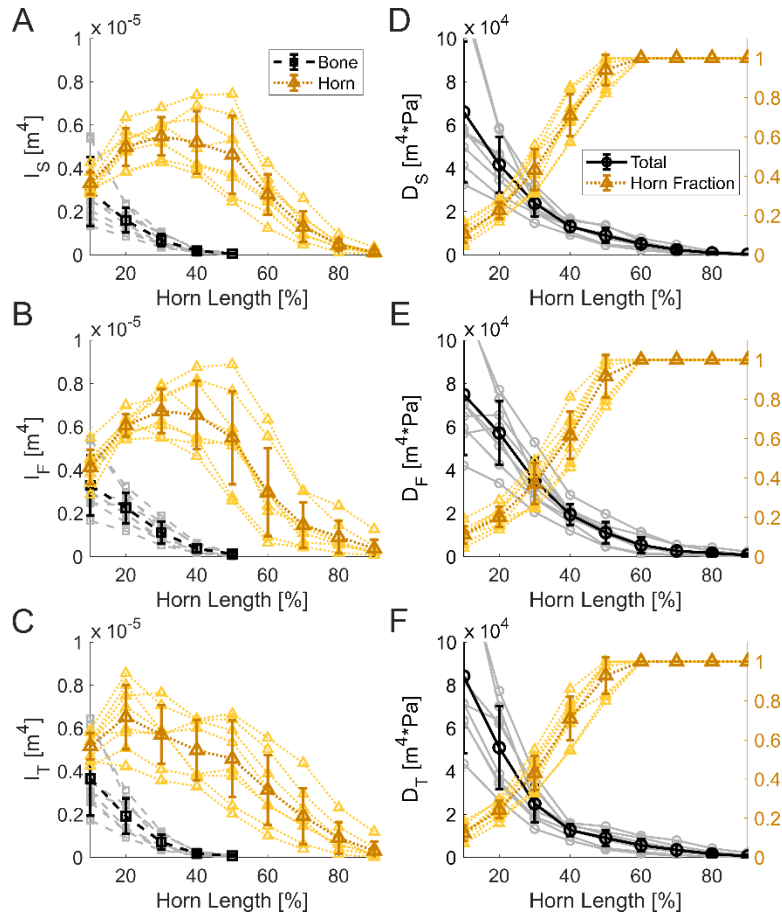 A
× 10^-5
1
0.8
0.6
0.4
0.2
0
I_S [m^4]
20 40 60 80
Horn Length [%]
Bone
Horn
D
× 10^4
10
8
6
4
2
0
D_S [m^4*Pa]
20 40 60 80
Horn Length [%]
1
0.8
0.6
0.4
0.2
0
Total
Horn Fraction
B
× 10^-5
1
0.8
0.6
0.4
0.2
0
I_F [m^4]
20 40 60 80
Horn Length [%]
E
× 10^4
10
8
6
4
2
0
D_F [m^4*Pa]
20 40 60 80
Horn Length [%]
1
0.8
0.6
0.4
0.2
0
C
× 10^-5
1
0.8
0.6
0.4
0.2
0
I_T [m^4]
20 40 60 80
Horn Length [%]
F
× 10^4
10
8
6
4
2
0
D_T [m^4*Pa]
20 40 60 80
Horn Length [%]
1
0.8
0.6
0.4
0.2
0